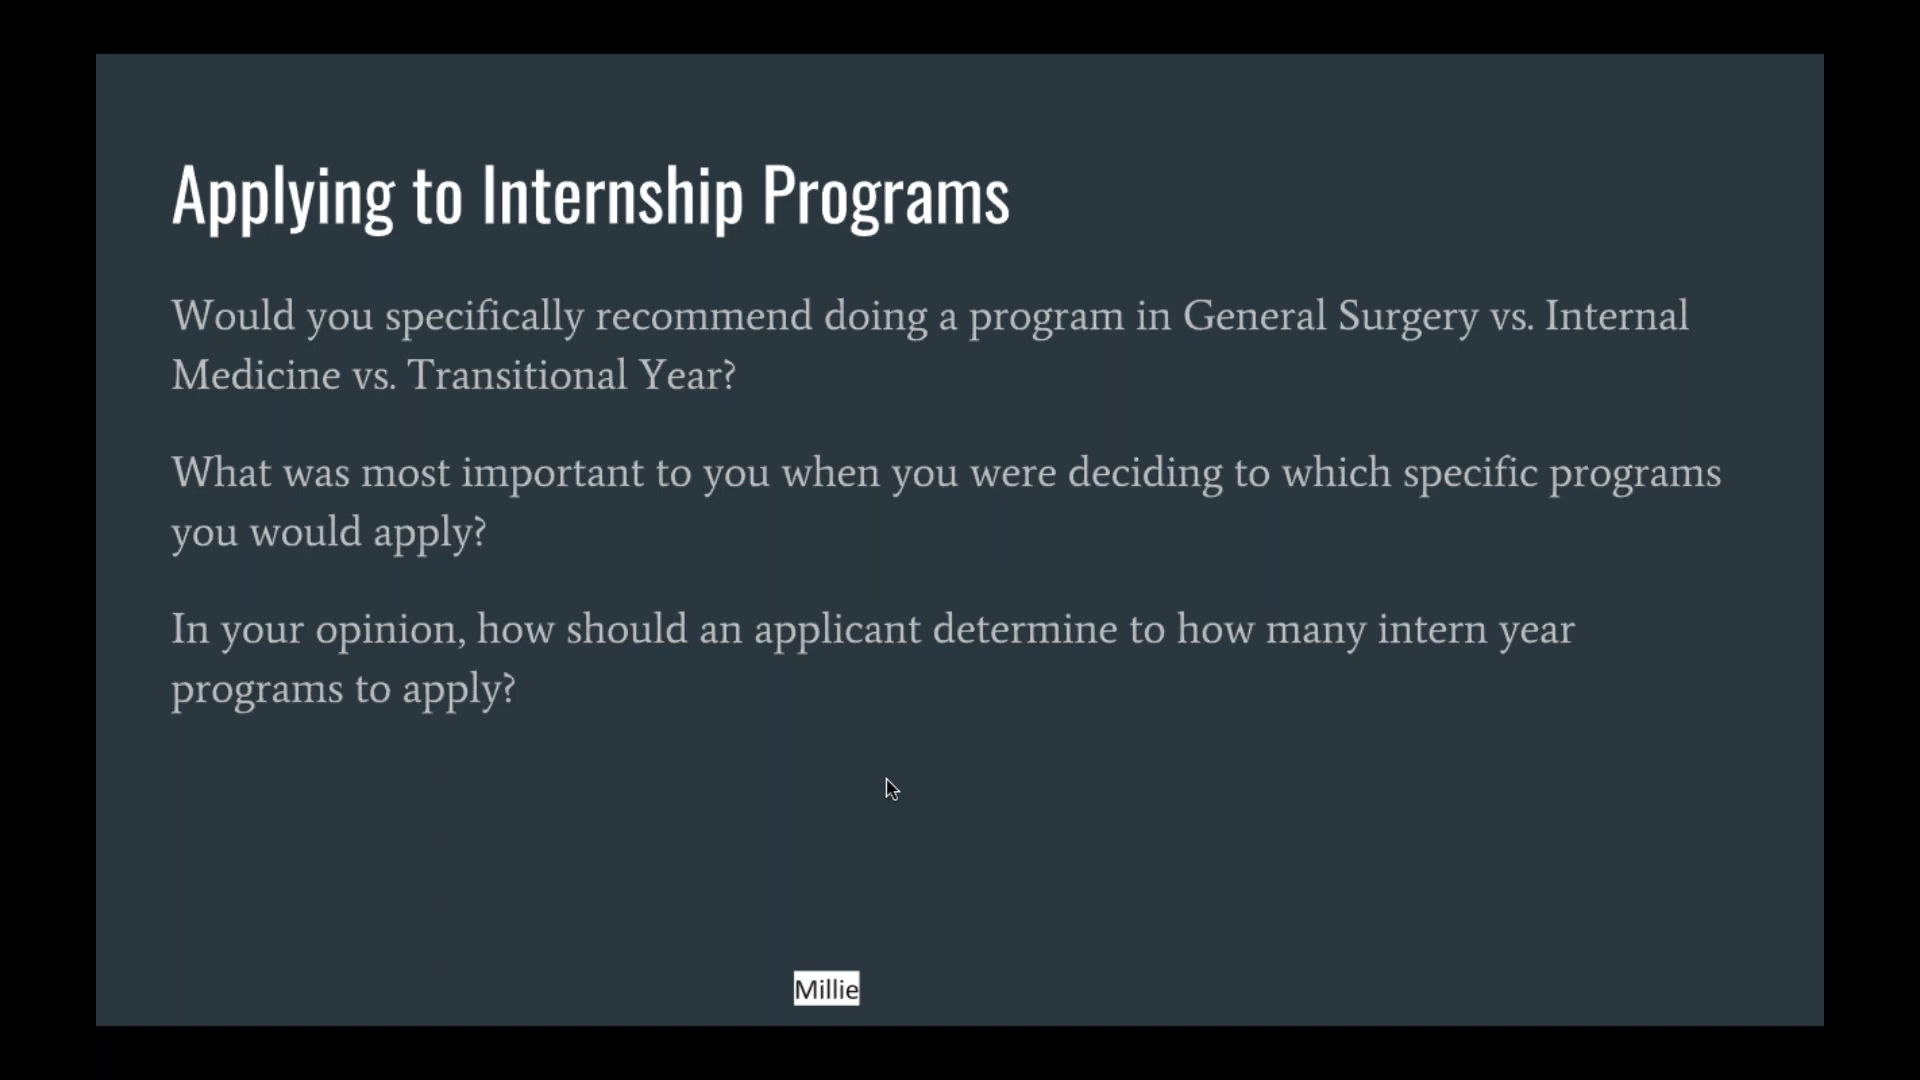 Applying to Internship Programs
Would you specifically recommend doing a program in General Surgery vs. Internal
Medicine vs. Transitional Year?
What was most important to you when you were deciding to which specific programs
you would apply?
In your opinion, how should an applicant determine to how many intern year
programs to apply?
Millie